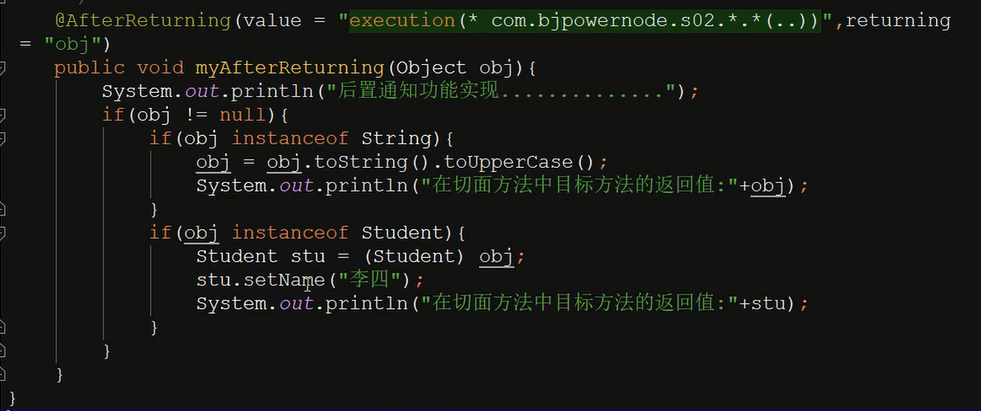 @AfterReturning(value = "execution(* com.bjpowernode.s02.*.*(..))",returning
= "obj")
public void myAfterReturning(Object obj){
System.out.println("后置通知功能实现..............");
if(obj != null){
if(obj instanceof String){
obj = obj.toString().toUpperCase();
System.out.println("在切面方法中目标方法的返回值:"+obj);
}
if(obj instanceof Student){
Student stu = (Student) obj;
stu.setName("李四");
System.out.println("在切面方法中目标方法的返回值:"+stu);
}
}
}
}